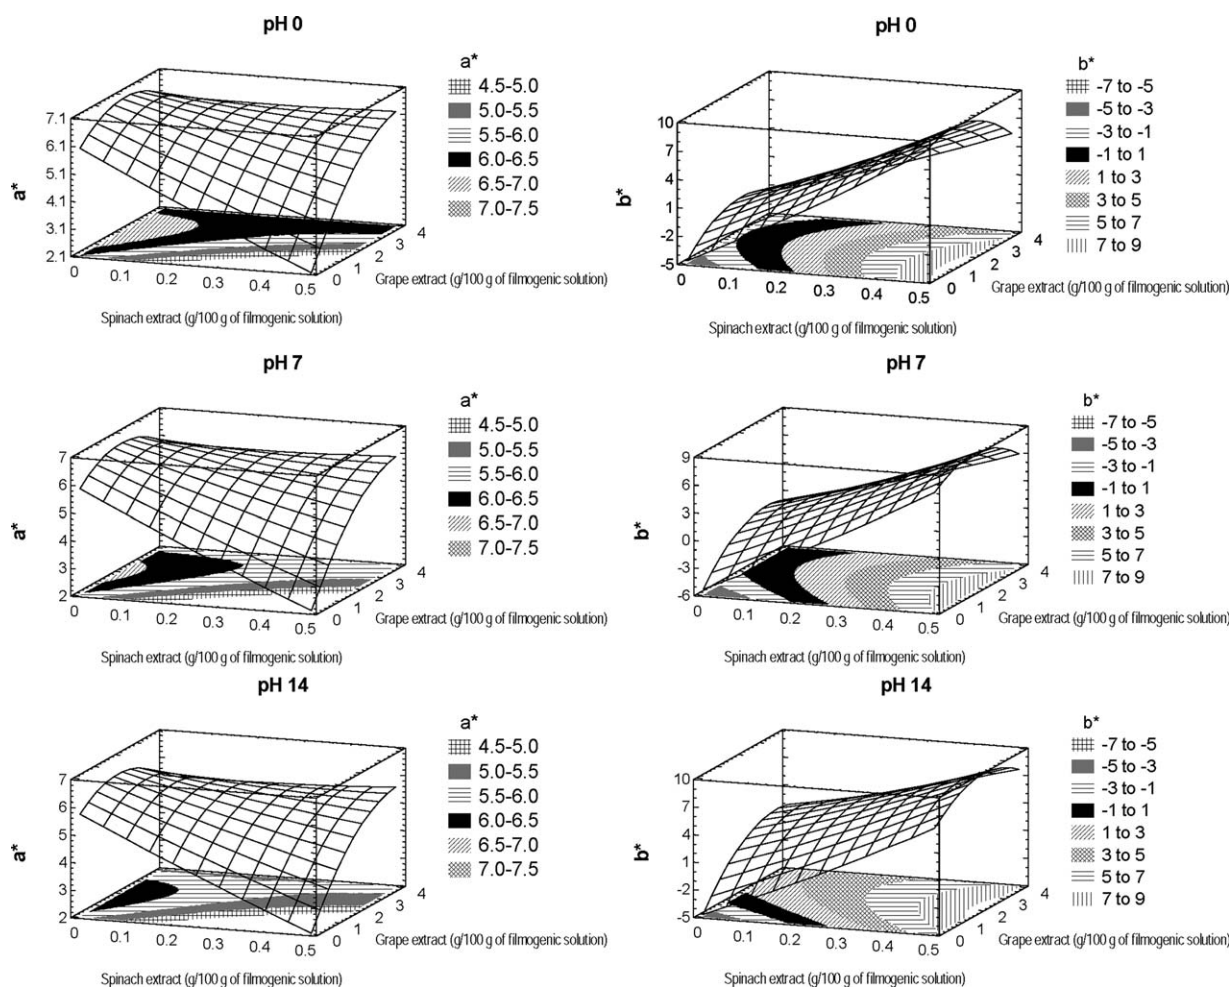 pH 0
a*
4.5-5.0
5.0-5.5
5.5-6.0
6.0-6.5
6.5-7.0
7.0-7.5
7.1
6.1
5.1
4.1
3.1
2.1
a*
0 0.1 0.2 0.3 0.4 0.5
0 1 2 3 4
Grape extract (g/100 g of filmogenic solution)
Spinach extract (g/100 g of filmogenic solution)
pH 0
b*
-7 to -5
-5 to -3
-3 to -1
-1 to 1
1 to 3
3 to 5
5 to 7
7 to 9
10
7
4
1
-2
-5
b*
0 0.1 0.2 0.3 0.4 0.5
0 1 2 3 4
Grape extract (g/100 g of filmogenic solution)
Spinach extract (g/100 g of filmogenic solution)
pH 7
a*
4.5-5.0
5.0-5.5
5.5-6.0
6.0-6.5
6.5-7.0
7.0-7.5
7
6
5
4
3
2
a*
0 0.1 0.2 0.3 0.4 0.5
0 1 2 3 4
Grape extract (g/100 g of filmogenic solution)
Spinach extract (g/100 g of filmogenic solution)
pH 7
b*
-7 to -5
-5 to -3
-3 to -1
-1 to 1
1 to 3
3 to 5
5 to 7
7 to 9
9
6
3
0
-3
-6
b*
0 0.1 0.2 0.3 0.4 0.5
0 1 2 3 4
Grape extract (g/100 g of filmogenic solution)
Spinach extract (g/100 g of filmogenic solution)
pH 14
a*
4.5-5.0
5.0-5.5
5.5-6.0
6.0-6.5
6.5-7.0
7.0-7.5
7
6
5
4
3
2
a*
0 0.1 0.2 0.3 0.4 0.5
0 1 2 3 4
Grape extract (g/100 g of filmogenic solution)
Spinach extract (g/100 g of filmogenic solution)
pH 14
b*
-7 to -5
-5 to -3
-3 to -1
-1 to 1
1 to 3
3 to 5
5 to 7
7 to 9
10
7
4
1
-2
-5
b*
0 0.1 0.2 0.3 0.4 0.5
0 1 2 3 4
Grape extract (g/100 g of filmogenic solution)
Spinach extract (g/100 g of filmogenic solution)